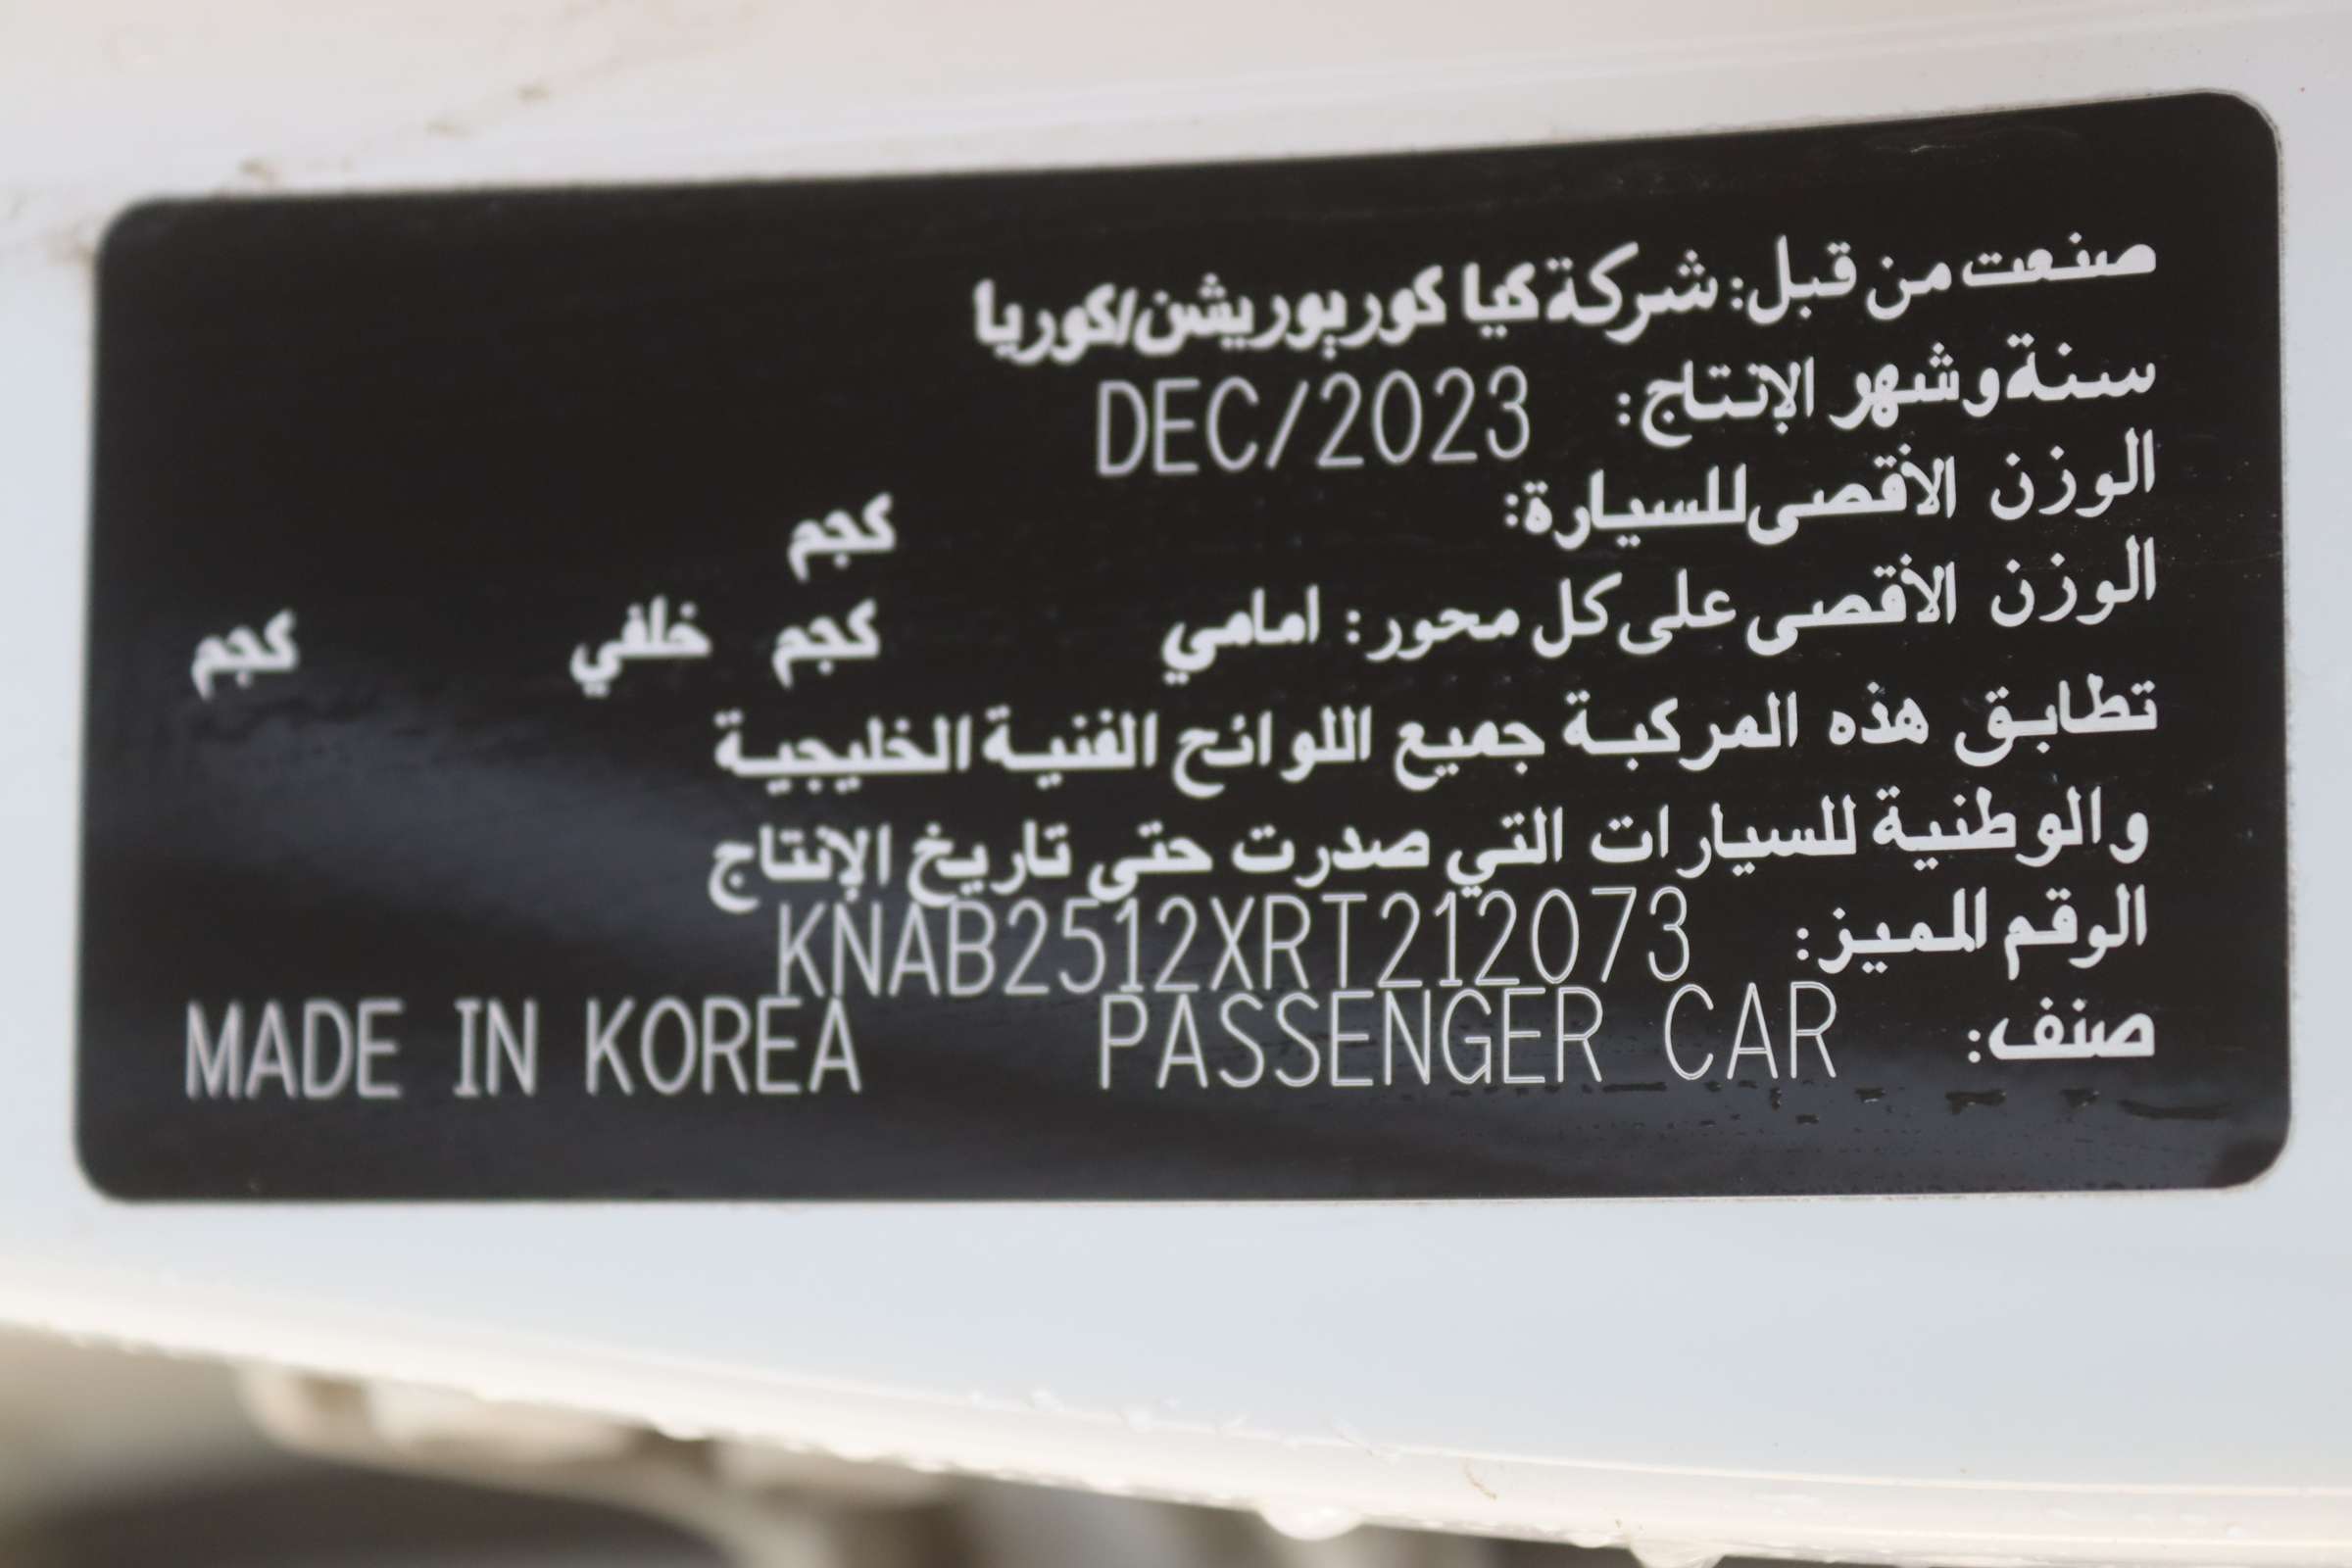 صنعت من قبل: شركة كيا كوربوريشن/كوريا
سنة وشهر الإنتاج: DEC/2023
الوزن الأقصى للسيارة: كجم
الوزن الأقصى على كل محور: امامي كجم خلفي كجم
تطابق هذه المركبة جميع اللوائح الفنية الخليجية
والوطنية للسيارات التي صدرت حتى تاريخ الإنتاج
الوقم المميز: KNAB2512XRT212073
صنف: PASSENGER CAR MADE IN KOREA